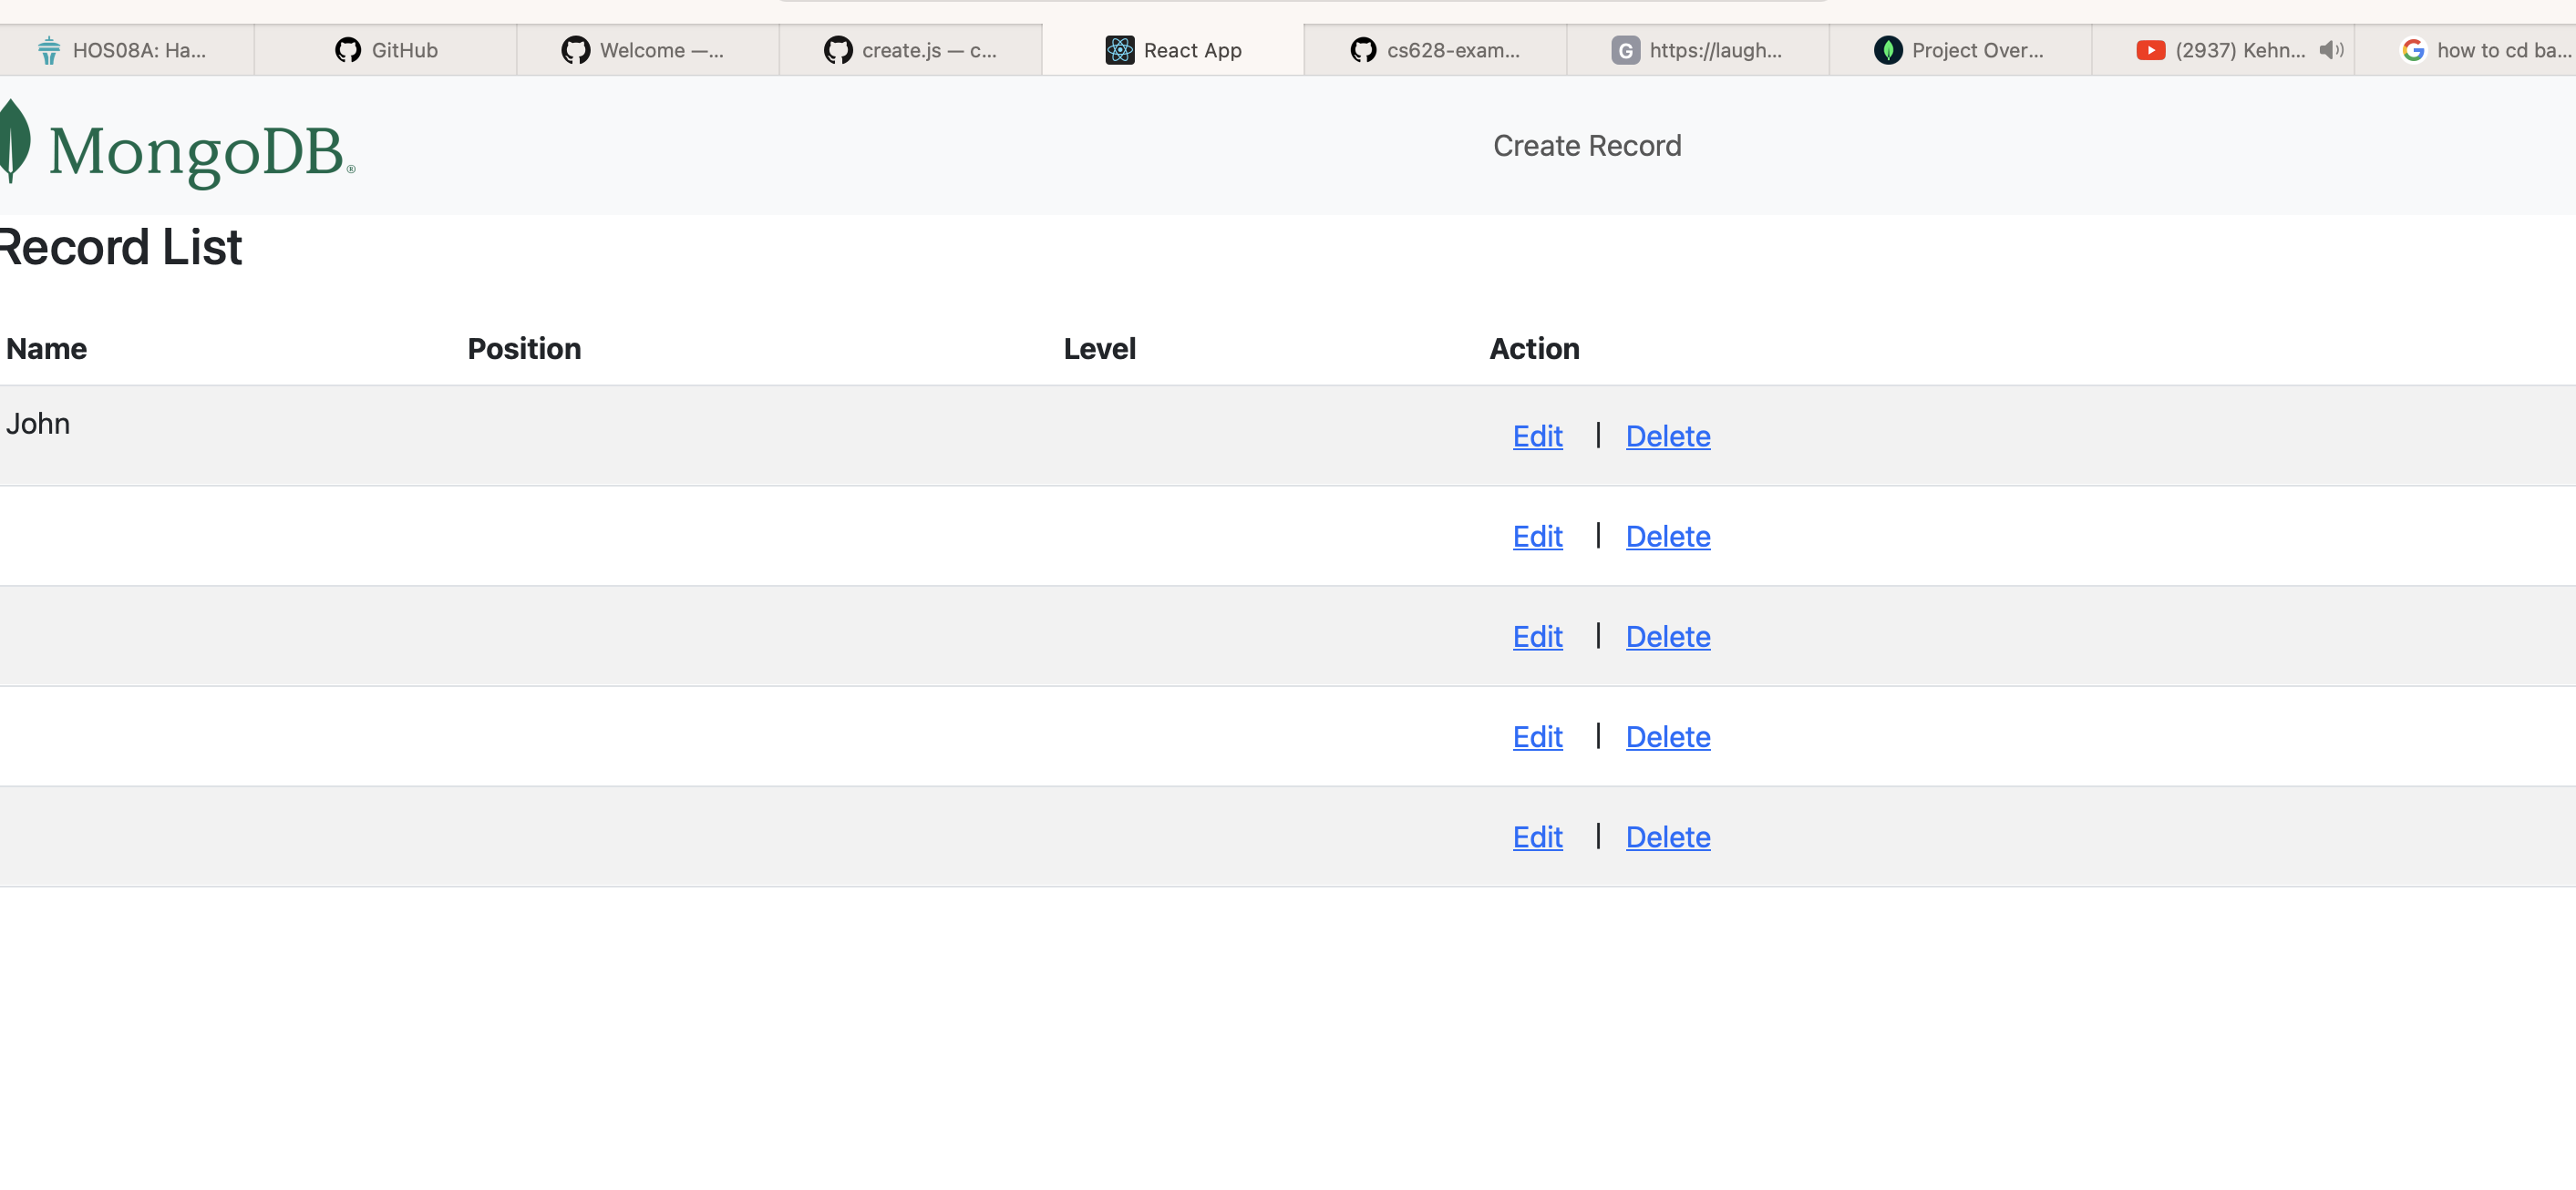 HOS08A: Ha... GitHub Welcome —... create.js — c... React App cs628-exam... G https://laugh... Project Over... (2937) Kehn... how to cd ba...
MongoDB® Create Record
Record List
Name Position Level Action
John Edit | Delete
Edit | Delete
Edit | Delete
Edit | Delete
Edit | Delete